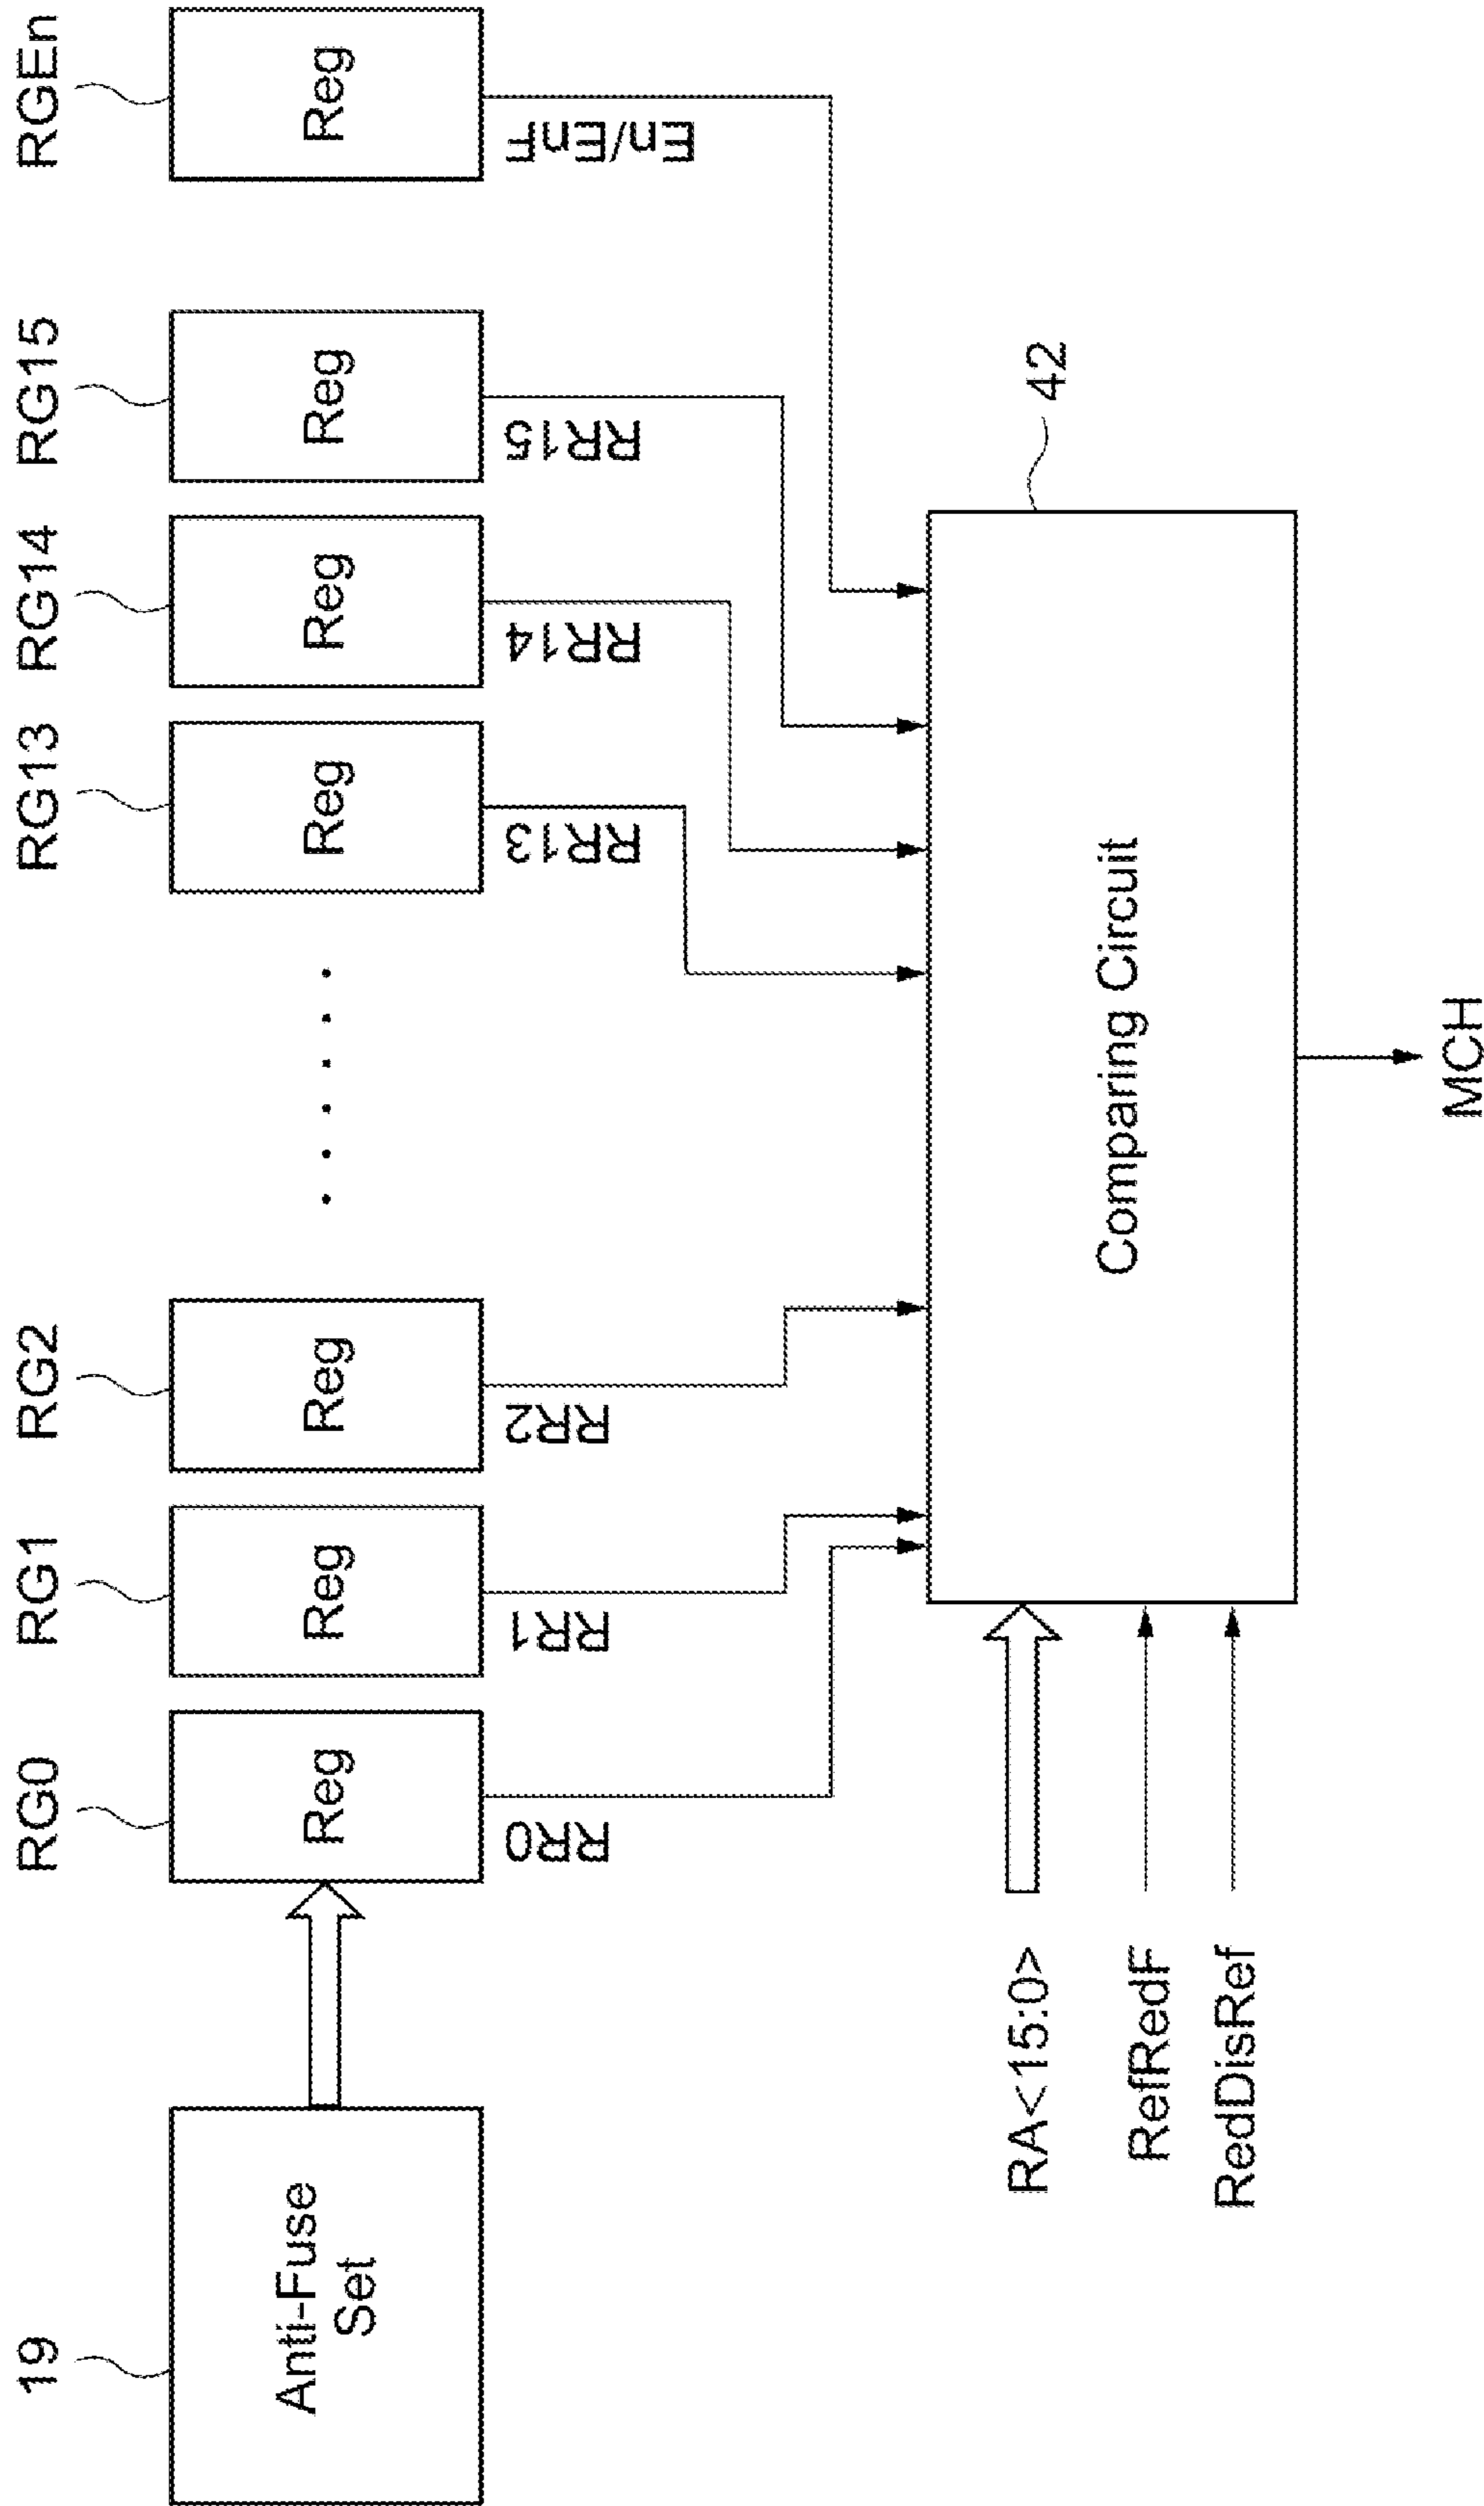 19
RG0
RG1
RG2
RG13
RG14
RG15
RGEn
Anti-Fuse
Set
Reg
Reg
Reg
Reg
Reg
Reg
Reg
RR0
RR1
RR2
RR13
RR14
RR15
En/EnF
42
RA<15:0>
RefRedF
RedDisRef
Comparing Circuit
MCH